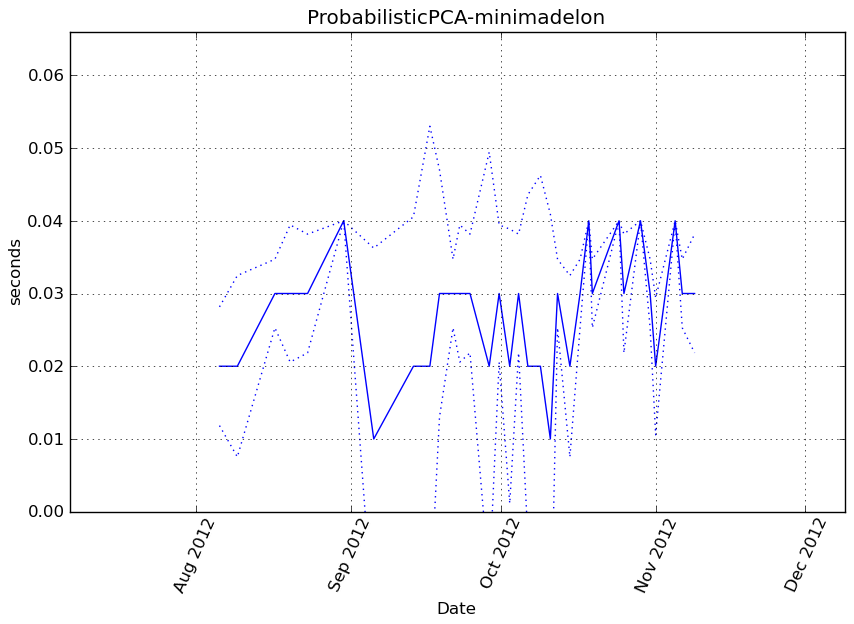 ProbabilisticPCA-minimadelon
0.06
0.05
0.04
0.03
0.02
0.01
0.00
seconds
Aug 2012
Sep 2012
Oct 2012
Nov 2012
Dec 2012
Date